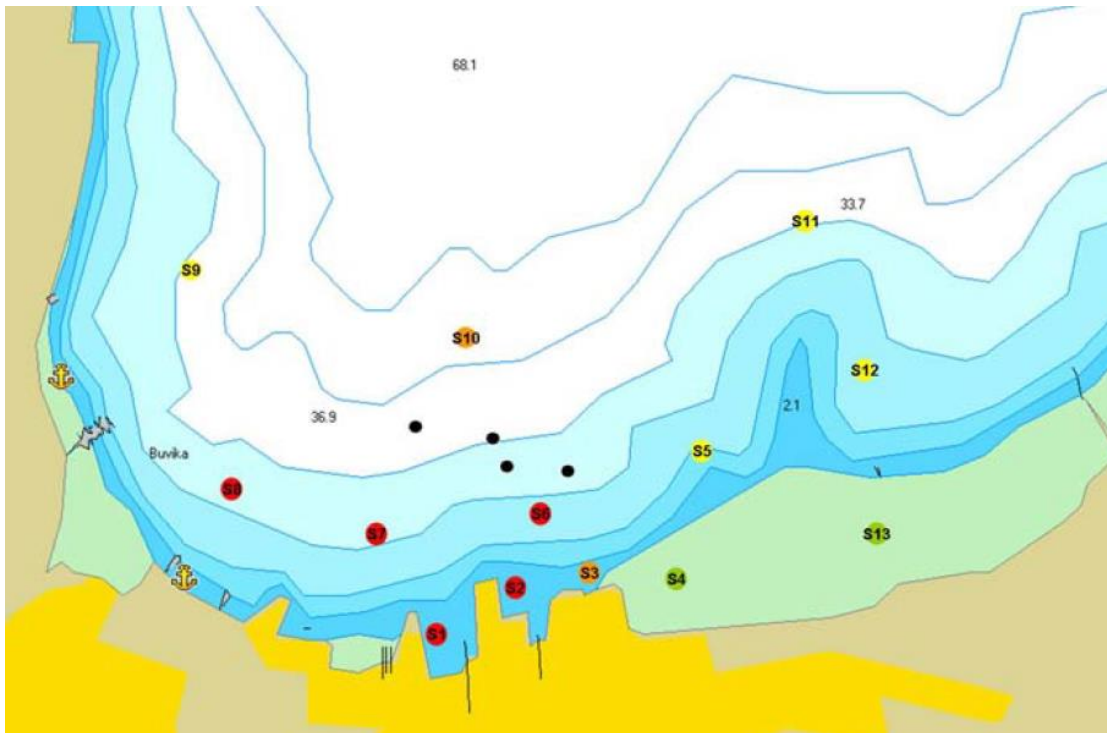 68.1
33.7
S11
S9
S10
S12
2.1
36.9
S5
Buvika
S8
S6
S7
S13
S3
S4
S2
S1